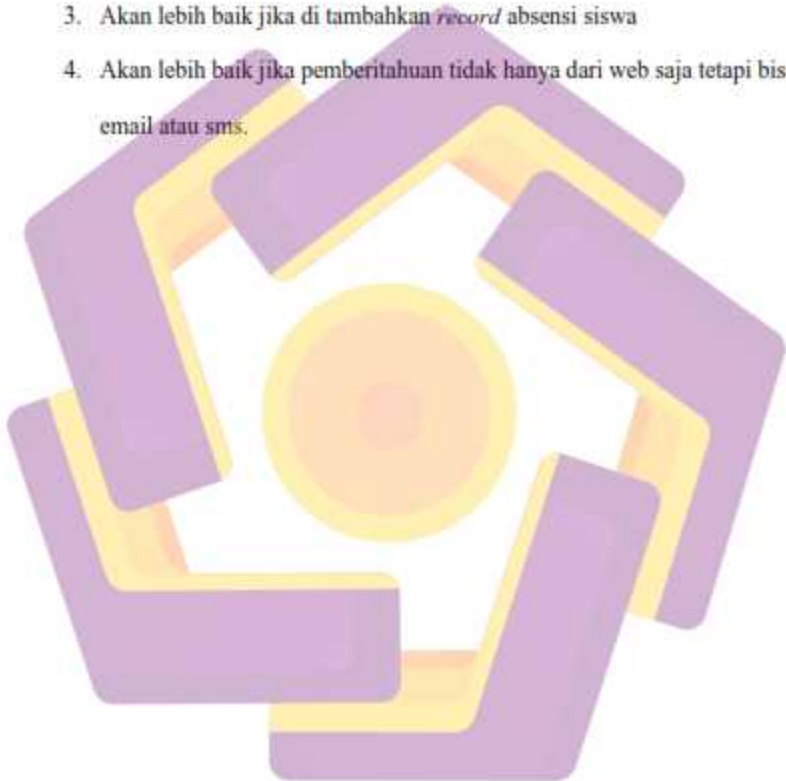 3. Akan lebih baik jika di tambahkan record absensi siswa
4. Akan lebih baik jika pemberitahuan tidak hanya dari web saja tetapi bis
email atau sms.